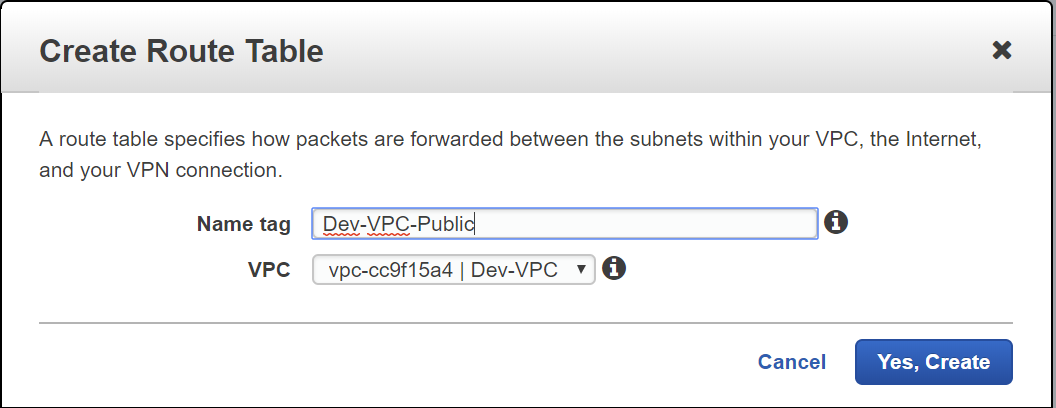 Create Route Table
A route table specifies how packets are forwarded between the subnets within your VPC, the Internet,
and your VPN connection.
Name tag Dev-VPC-Public
VPC vpc-cc9f15a4 | Dev-VPC
Cancel Yes, Create